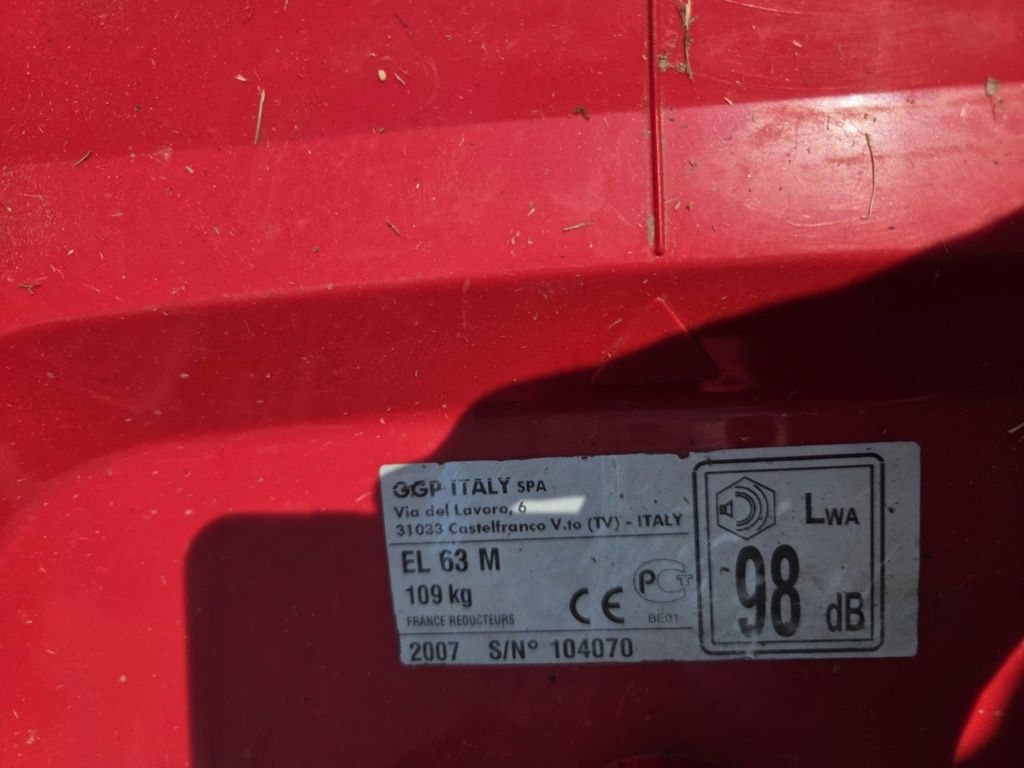 GGP ITALY SPA
Via del Lavoro, 6
31033 Castelfranco V.to (TV) - ITALY
EL 63 M
109 kg
FRANCE REDUCTEURS
CE
PCT
BE01
2007 S/N° 104070
LWA
98 dB